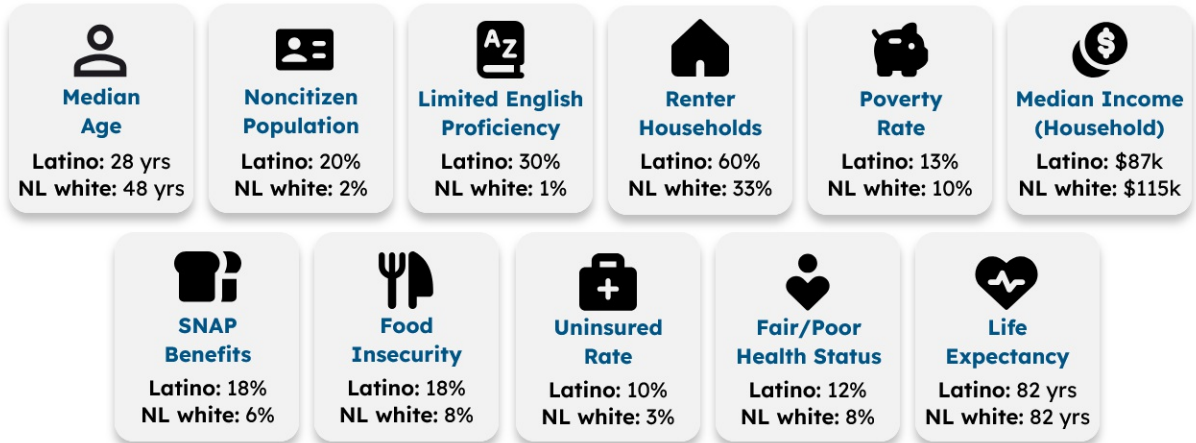 Median
Age
Latino: 28 yrs
NL white: 48 yrs
Noncitizen
Population
Latino: 20%
NL white: 2%
AZ
Limited English
Proficiency
Latino: 30%
NL white: 1%
Renter
Households
Latino: 60%
NL white: 33%
Poverty
Rate
Latino: 13%
NL white: 10%
$
Median Income
(Household)
Latino: $87k
NL white: $115k
SNAP
Benefits
Latino: 18%
NL white: 6%
Food
Insecurity
Latino: 18%
NL white: 8%
Uninsured
Rate
Latino: 10%
NL white: 3%
Fair/Poor
Health Status
Latino: 12%
NL white: 8%
Life
Expectancy
Latino: 82 yrs
NL white: 82 yrs